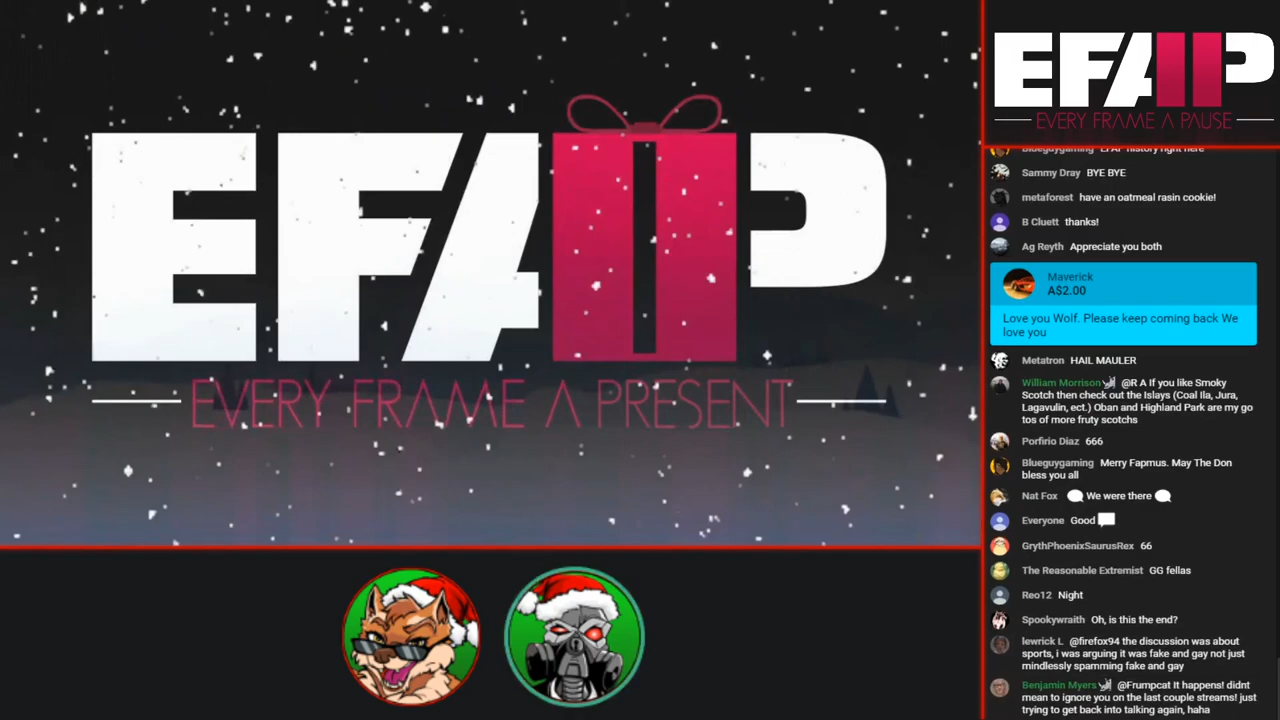 EFAP
EVERY FRAME A PRESENT
EFAP
EVERY FRAME A PAUSE
Blueguygaming EFAP history right here
Sammy Dray BYE BYE
metaforest have an oatmeal rasin cookie!
B Cluett thanks!
Ag Reyth Appreciate you both
Maverick
A$2.00
Love you Wolf. Please keep coming back We
love you
Metatron HAIL MAULER
William Morrison @R A If you like Smoky
Scotch then check out the Islays (Coal Ila, Jura,
Lagavulin, ect.) Oban and Highland Park are my go
tos of more fruty scotchs
Porfirio Diaz 666
Blueguygaming Merry Fapmus. May The Don
bless you all
Nat Fox We were there
Everyone Good
GrythPhoenixSaurusRex 66
The Reasonable Extremist GG fellas
Reo12 Night
Spookywraith Oh, is this the end?
lewrick L @firefox94 the discussion was about
sports, i was arguing it was fake and gay not just
mindlessly spamming fake and gay
Benjamin Myers @Frumpcat It happens! didnt
mean to ignore you on the last couple streams! just
trying to get back into talking again, haha